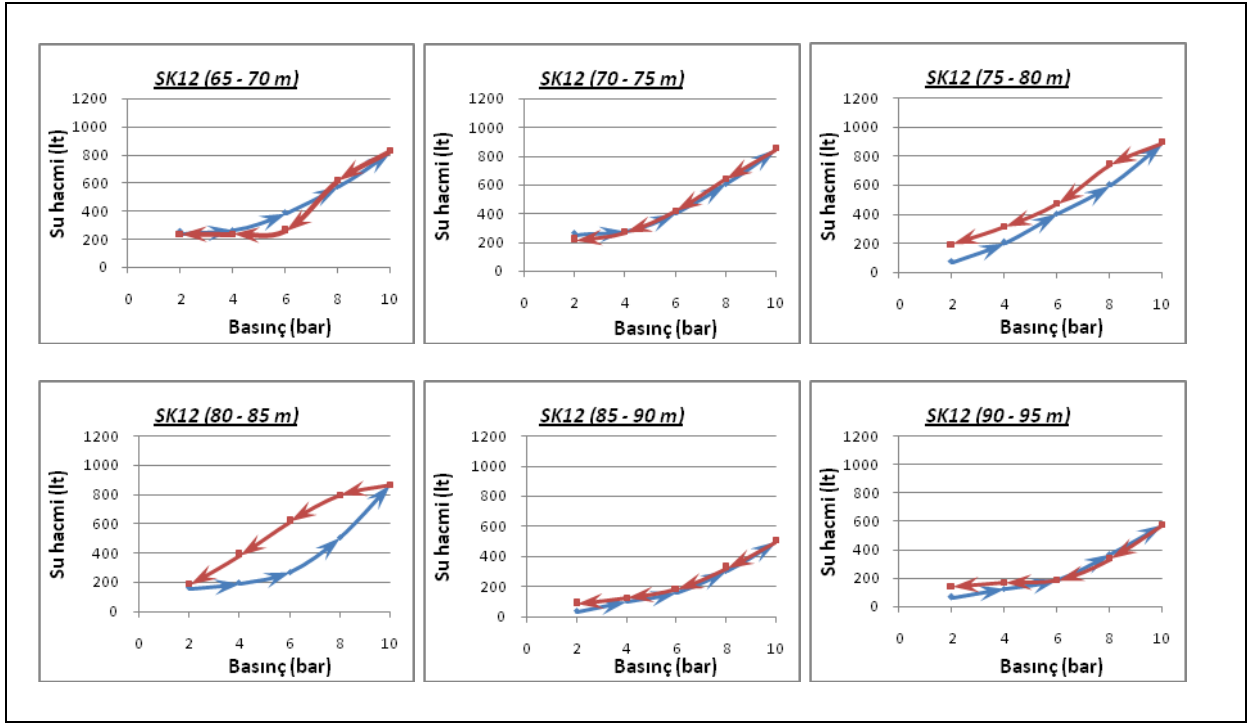 SK12 (65 - 70 m)
1200
1000
800
600
400
200
0
0 2 4 6 8 10
Su hacmi (lt)
Basınç (bar)
SK12 (70 - 75 m)
1200
1000
800
600
400
200
0
0 2 4 6 8 10
Su hacmi (lt)
Basınç (bar)
SK12 (75 - 80 m)
1200
1000
800
600
400
200
0
0 2 4 6 8 10
Su hacmi (lt)
Basınç (bar)
SK12 (80 - 85 m)
1200
1000
800
600
400
200
0
0 2 4 6 8 10
Su hacmi (lt)
Basınç (bar)
SK12 (85 - 90 m)
1200
1000
800
600
400
200
0
0 2 4 6 8 10
Su hacmi (lt)
Basınç (bar)
SK12 (90 - 95 m)
1200
1000
800
600
400
200
0
0 2 4 6 8 10
Su hacmi (lt)
Basınç (bar)